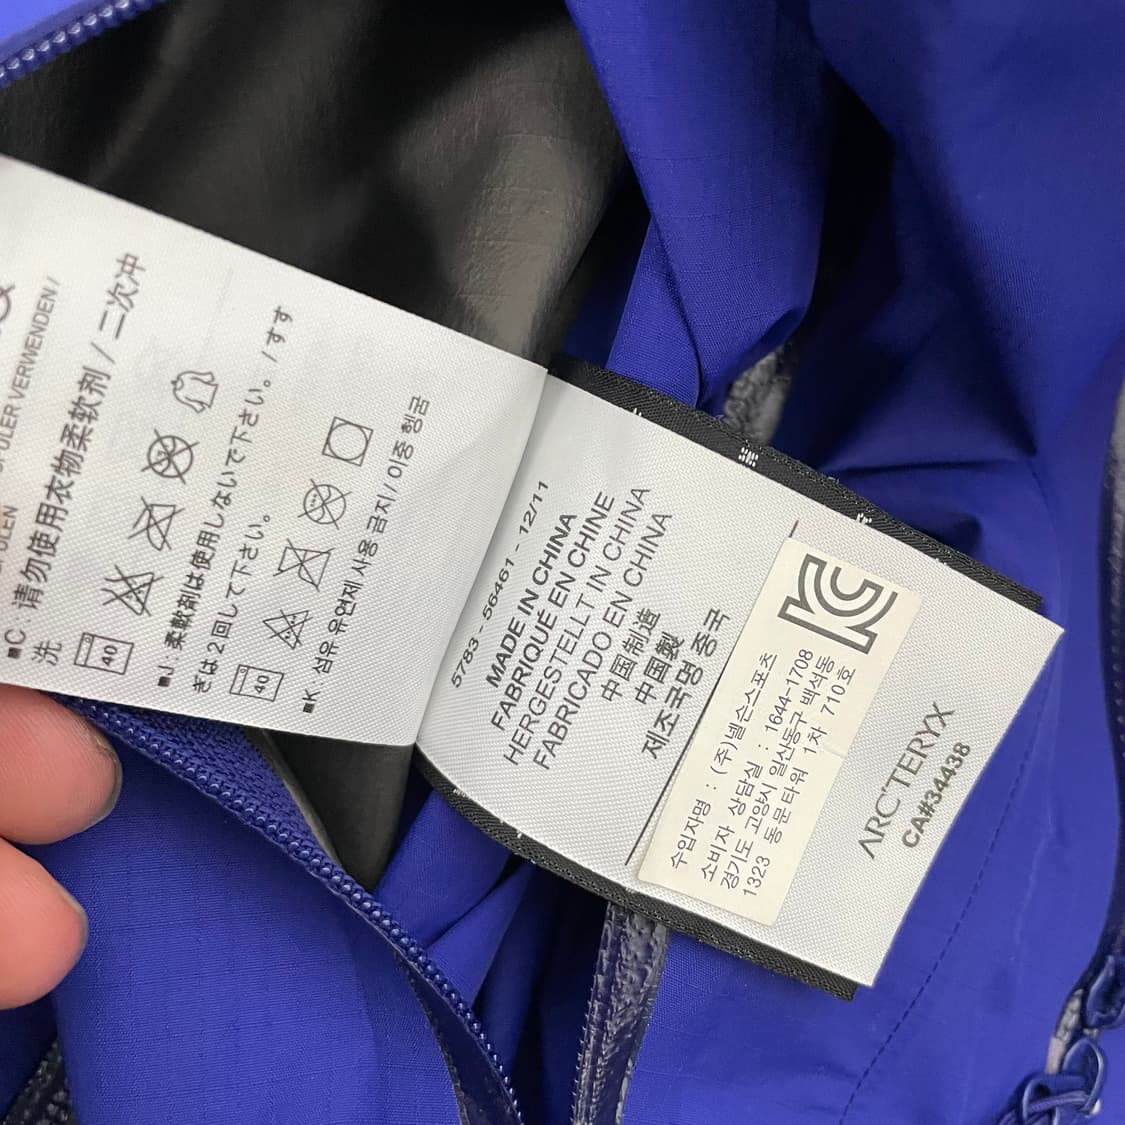 SPÜLER VERWENDEN /
■C : 请勿使用衣物柔软剂 / 二次冲
洗
40
■J : 柔軟剤は使用しないで下さい。/ すす
ぎは2回して下さい。
40
■K 섬유 유연제 사용 금지 / 이중 헹굼
5783 - 56461 - 12/11
MADE IN CHINA
FABRIQUÉ EN CHINE
HERGESTELLT IN CHINA
FABRICADO EN CHINA
中国制造
中國製
제조국명 중국
수입자명 : (주)넬슨스포츠
소비자 상담실 : 1644-1708
경기도 고양시 일산동구 백석동
1323 동문타워 1차 710호
ARC'TERYX
CA#34438